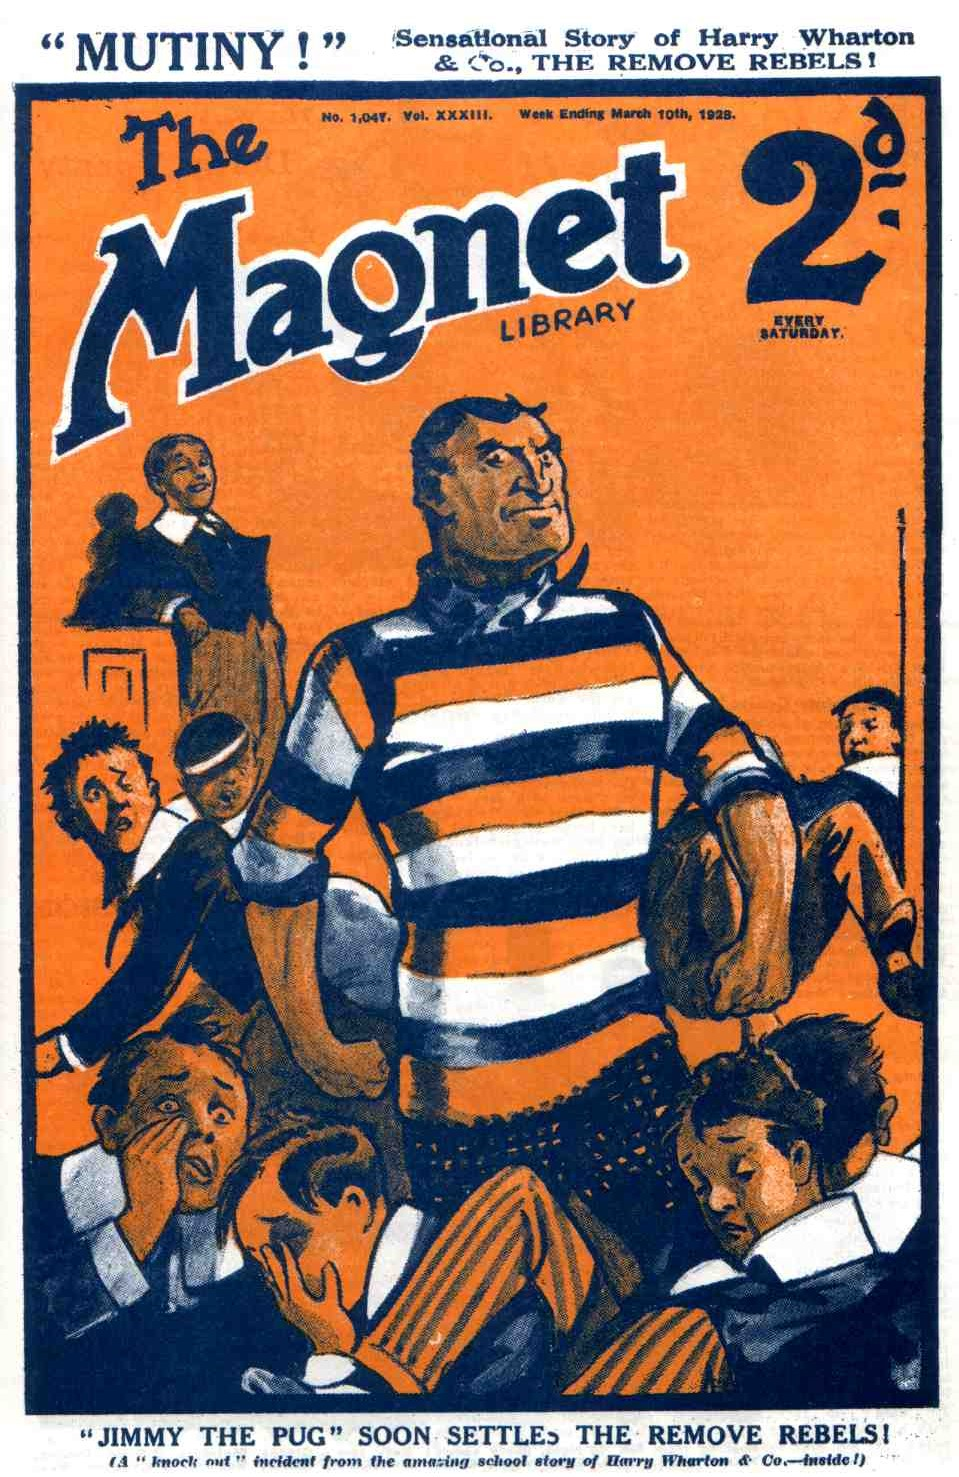 "MUTINY!"
Sensational Story of Harry Wharton
& Co., THE REMOVE REBELS!
No. 1,047. Vol. XXXIII. Week Ending March 10th, 1928.
The
Magnet
LIBRARY
2d.
EVERY
SATURDAY.
"JIMMY THE PUG" SOON SETTLES THE REMOVE REBELS!
(A "knock out" incident from the amazing school story of Harry Wharton & Co.—inside!)